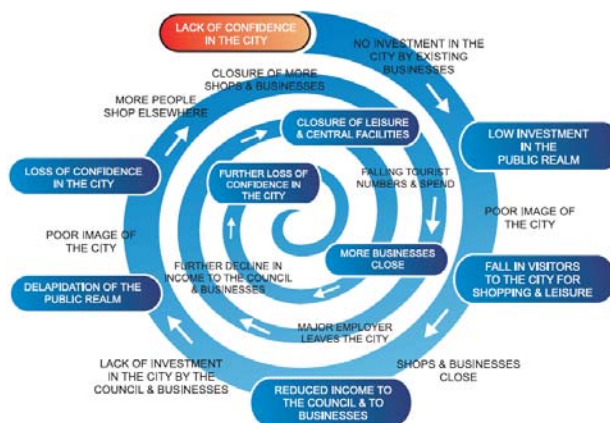 LACK OF CONFIDENCE
IN THE CITY
NO INVESTMENT IN THE
CITY BY EXISTING
BUSINESSES
LOW INVESTMENT
IN THE
PUBLIC REALM
POOR IMAGE OF
THE CITY
FALL IN VISITORS
TO THE CITY FOR
SHOPPING & LEISURE
SHOPS & BUSINESSES
CLOSE
REDUCED INCOME TO
THE COUNCIL & TO
BUSINESSES
LACK OF INVESTMENT
IN THE CITY BY THE
COUNCIL & BUSINESSES
DELAPIDATION OF THE
PUBLIC REALM
POOR IMAGE OF
THE CITY
LOSS OF CONFIDENCE
IN THE CITY
MORE PEOPLE
SHOP ELSEWHERE
CLOSURE OF MORE
SHOPS & BUSINESSES
FALLING TOURIST
NUMBERS & SPEND
MORE BUSINESSES
CLOSE
MAJOR EMPLOYER
LEAVES THE CITY
FURTHER DECLINE IN
INCOME TO THE COUNCIL
& BUSINESSES
CLOSURE OF LEISURE
& CENTRAL FACILITIES
FURTHER LOSS OF
CONFIDENCE IN THE
CITY